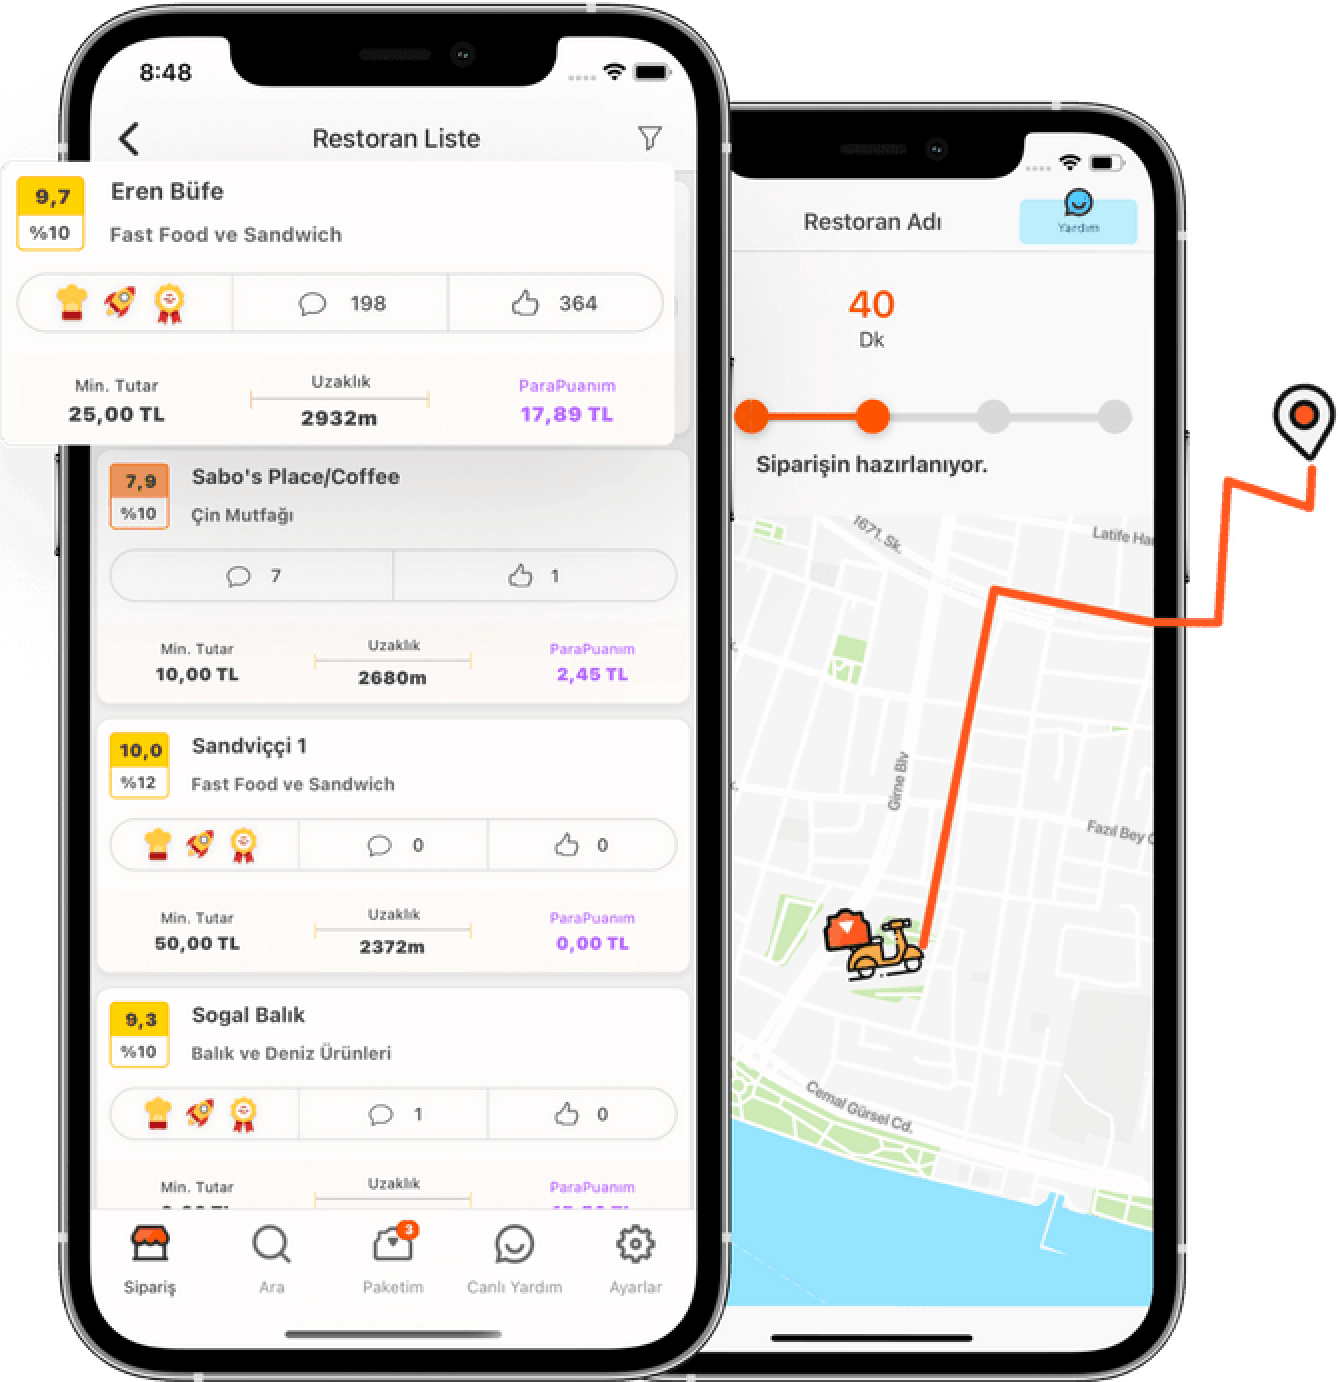 8:48
Restoran Liste
9,7
%10
Eren Büfe
Fast Food ve Sandwich
198
364
Min. Tutar
25,00 TL
Uzaklık
2932m
ParaPuanım
17,89 TL
7,9
%10
Sabo's Place/Coffee
Çin Mutfağı
7
1
Min. Tutar
10,00 TL
Uzaklık
2680m
ParaPuanım
2,45 TL
10,0
%12
Sandviççi 1
Fast Food ve Sandwich
0
0
Min. Tutar
50,00 TL
Uzaklık
2372m
ParaPuanım
0,00 TL
9,3
%10
Sogal Balık
Balık ve Deniz Ürünleri
1
0
Min. Tutar
Uzaklık
ParaPuanım
3
Sipariş
Ara
Paketim
Canlı Yardım
Ayarlar
Restoran Adı
Yardım
40
Dk
Siparişin hazırlanıyor.
1671. Sk.
Latife Har
Girne Blv
Fazıl Bey
Cemal Gürsel Cd.